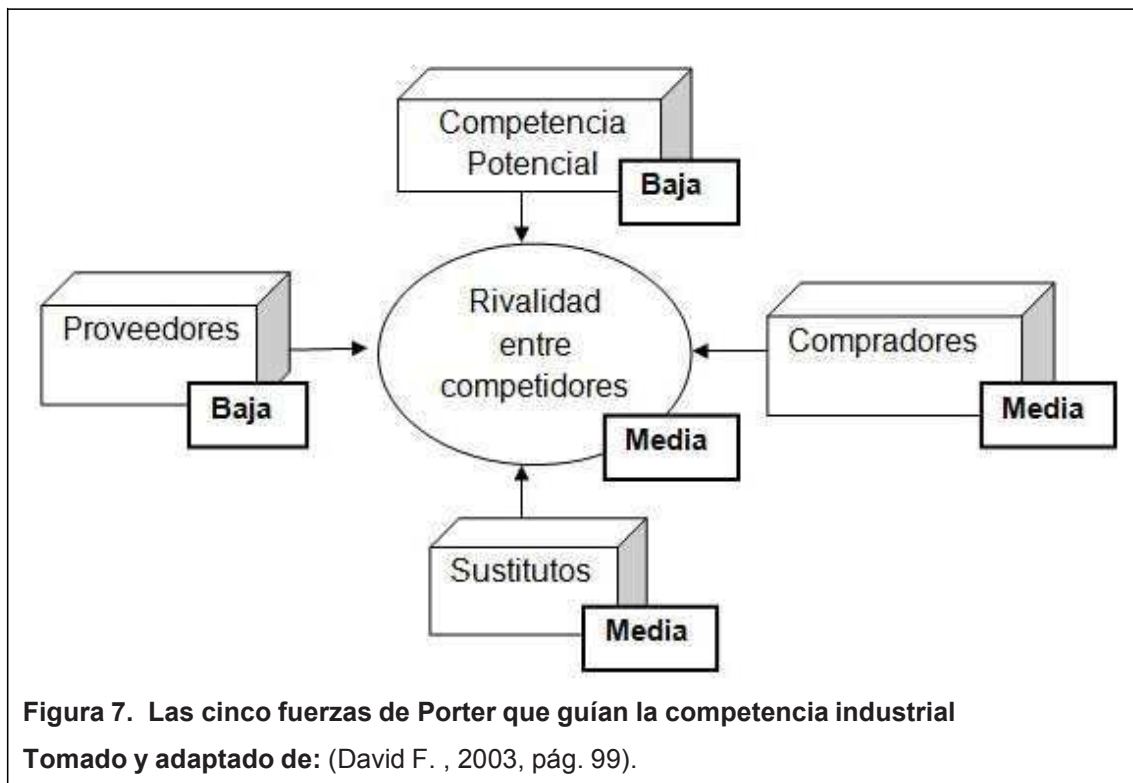 Competencia
Potencial
Baja
Proveedores
Baja
Rivalidad
entre
competidores
Media
Compradores
Media
Sustitutos
Media
Figura 7. Las cinco fuerzas de Porter que guían la competencia industrial
Tomado y adaptado de: (David F. , 2003, pág. 99).